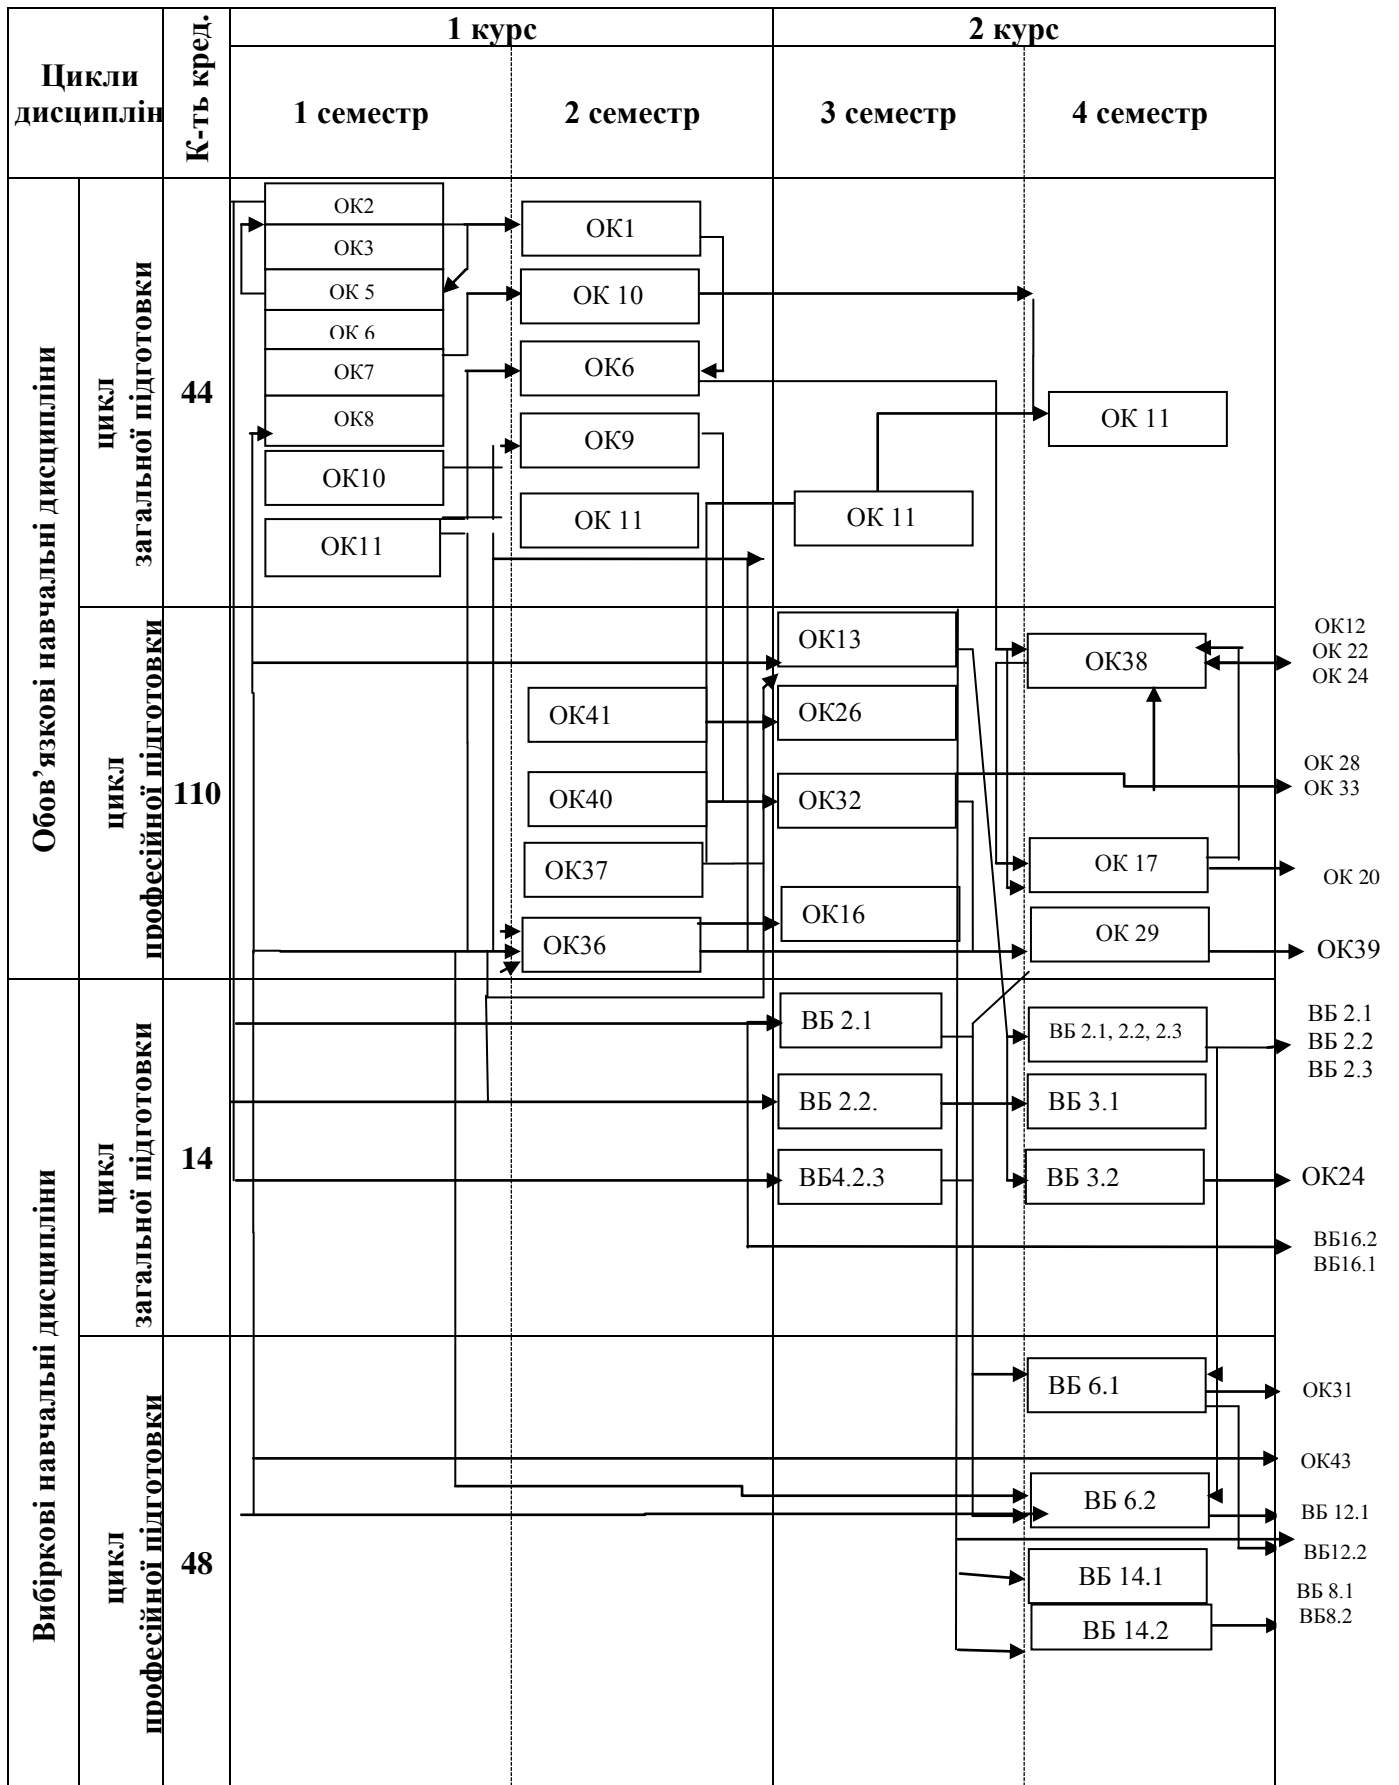 Цикли
дисциплін
К-ть кред.
1 курс
2 курс
1 семестр
2 семестр
3 семестр
4 семестр
Обов’язкові навчальні дисципліни
цикл
загальної підготовки
44
ОК2
ОК3
ОК 5
ОК 6
ОК7
ОК8
ОК10
ОК11
ОК1
ОК 10
ОК6
ОК9
ОК 11
ОК 11
ОК 11
цикл
професійної підготовки
110
ОК41
ОК40
ОК37
ОК36
ОК13
ОК26
ОК32
ОК16
ОК38
ОК 17
ОК 29
ОК12
ОК 22
ОК 24
ОК 28
ОК 33
ОК 20
ОК39
Вибіркові навчальні дисципліни
цикл
загальної підготовки
14
ВБ 2.1
ВБ 2.2.
ВБ4.2.3
ВБ 2.1, 2.2, 2.3
ВБ 3.1
ВБ 3.2
ВБ 2.1
ВБ 2.2
ВБ 2.3
ОК24
ВБ16.2
ВБ16.1
цикл
професійної підготовки
48
ВБ 6.1
ВБ 6.2
ВБ 14.1
ВБ 14.2
ОК31
ОК43
ВБ 12.1
ВБ12.2
ВБ 8.1
ВБ8.2